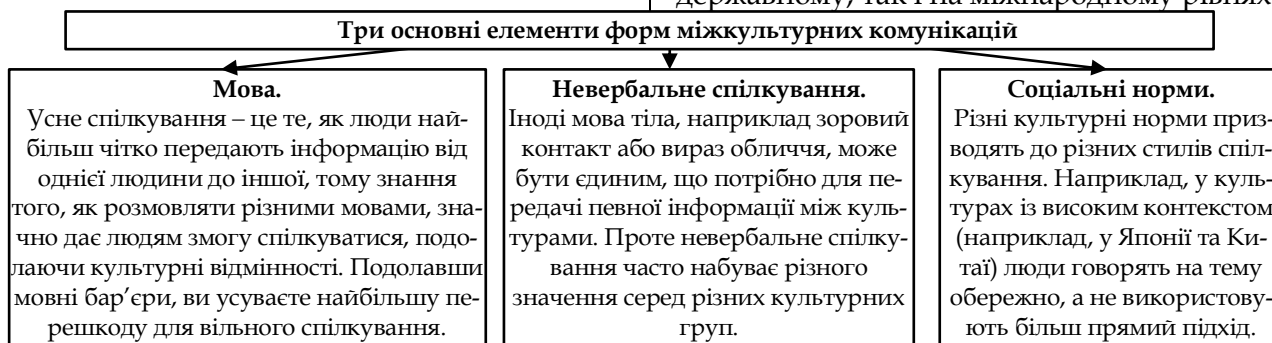 державному, так і на міжнародному рівнях
Три основні елементи форм міжкультурних комунікацій
Мова.
Усне спілкування – це те, як люди най-
більш чітко передають інформацію від
однієї людини до іншої, тому знання
того, як розмовляти різними мовами, зна-
чно дає людям змогу спілкуватися, подо-
лаючи культурні відмінності. Подолавши
мовні бар’єри, ви усуваєте найбільшу пе-
решкоду для вільного спілкування.
Невербальне спілкування.
Іноді мова тіла, наприклад зоровий
контакт або вираз обличчя, може
бути єдиним, що потрібно для пе-
редачі певної інформації між куль-
турами. Проте невербальне спілку-
вання часто набуває різного
значення серед різних культурних
груп.
Соціальні норми.
Різні культурні норми приз-
водять до різних стилів спіл-
кування. Наприклад, у куль-
турах із високим контекстом
(наприклад, у Японії та Ки-
таї) люди говорять на тему
обережно, а не використову-
ють більш прямий підхід.